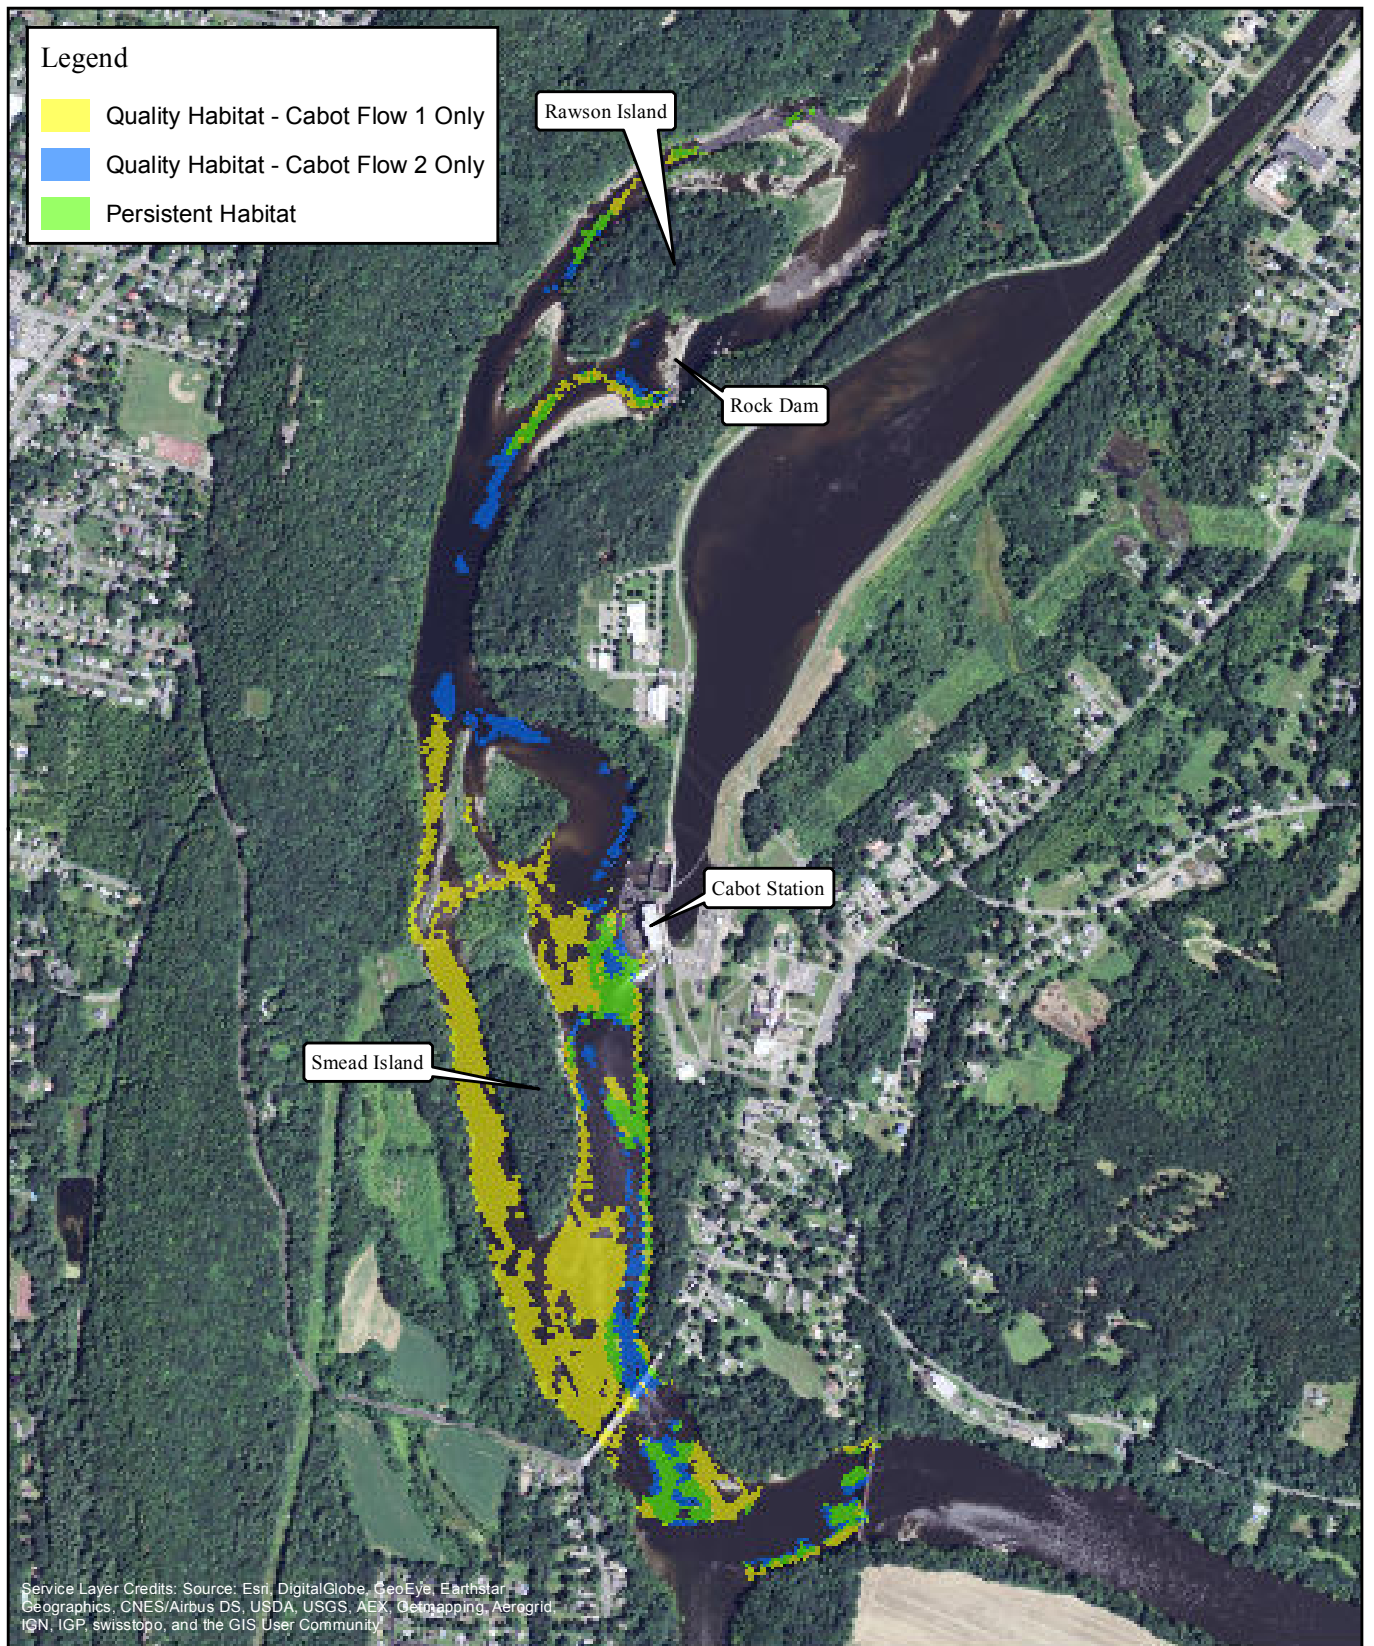 Legend
Quality Habitat - Cabot Flow 1 Only
Quality Habitat - Cabot Flow 2 Only
Persistent Habitat
Rawson Island
Rock Dam
Cabot Station
Smead Island
Service Layer Credits: Source: Esri, DigitalGlobe, GeoEye, Earthstar
Geographics, CNES/Airbus DS, USDA, USGS, AEX, Getmapping, Aerogrid,
IGN, IGP, swisstopo, and the GIS User Community